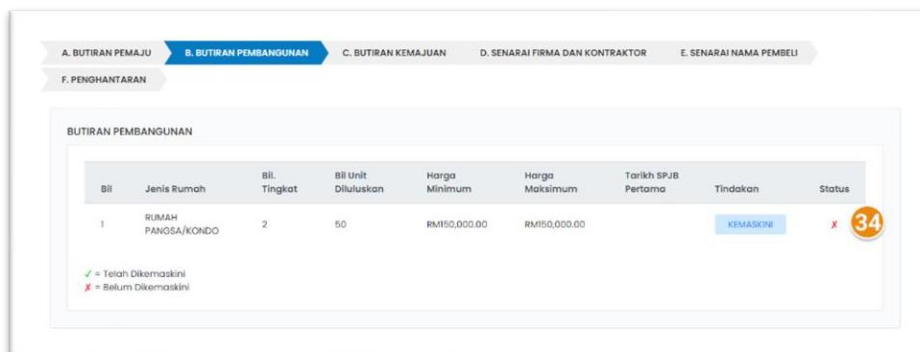 A. BUTIRAN PEMAJU B. BUTIRAN PEMBANGUNAN C. BUTIRAN KEMAJUAN D. SENARAI FIRMA DAN KONTRAKTOR E. SENARAI NAMA PEMBELI
F. PENGHANTARAN
BUTIRAN PEMBANGUNAN
Bil Jenis Rumah Bil. Tingkat Bil Unit Diluluskan Harga Minimum Harga Maksimum Tarikh SPJB Pertama Tindakan Status
1 RUMAH PANGSA/KONDO 2 50 RM150,000.00 RM150,000.00 KEMASKINI ✗ 34
✓ = Telah Dikemaskini
✗ = Belum Dikemaskini